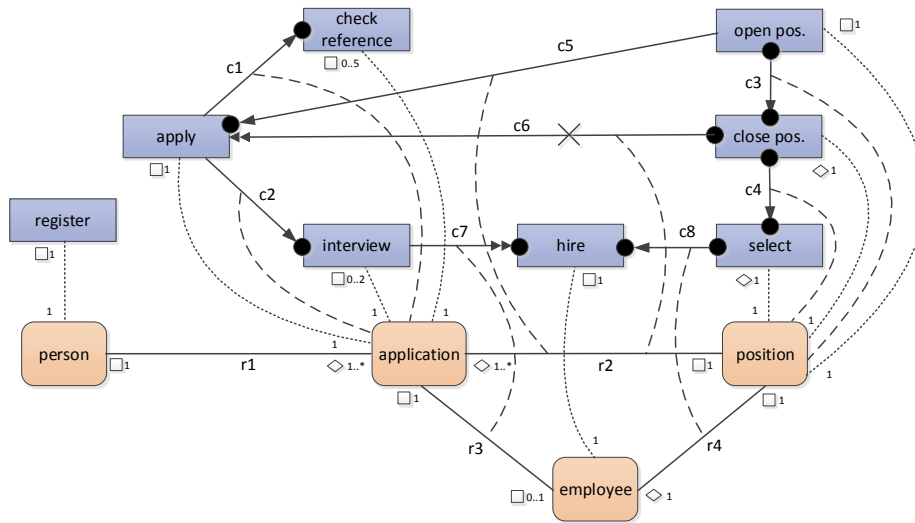 check
reference
open pos.
□1
c5
c1
□ 0..5
c3
c6
apply
close pos.
□1
◇ 1
c2
c4
register
c7
c8
interview
hire
select
□1
□ 0..2
□1
◇ 1
1
1
1
1
1
1
1
person
application
position
□1
r1
◇ 1..*
◇ 1..*
r2
□1
1
□1
□1
1
r3
r4
employee
□ 0..1
◇ 1